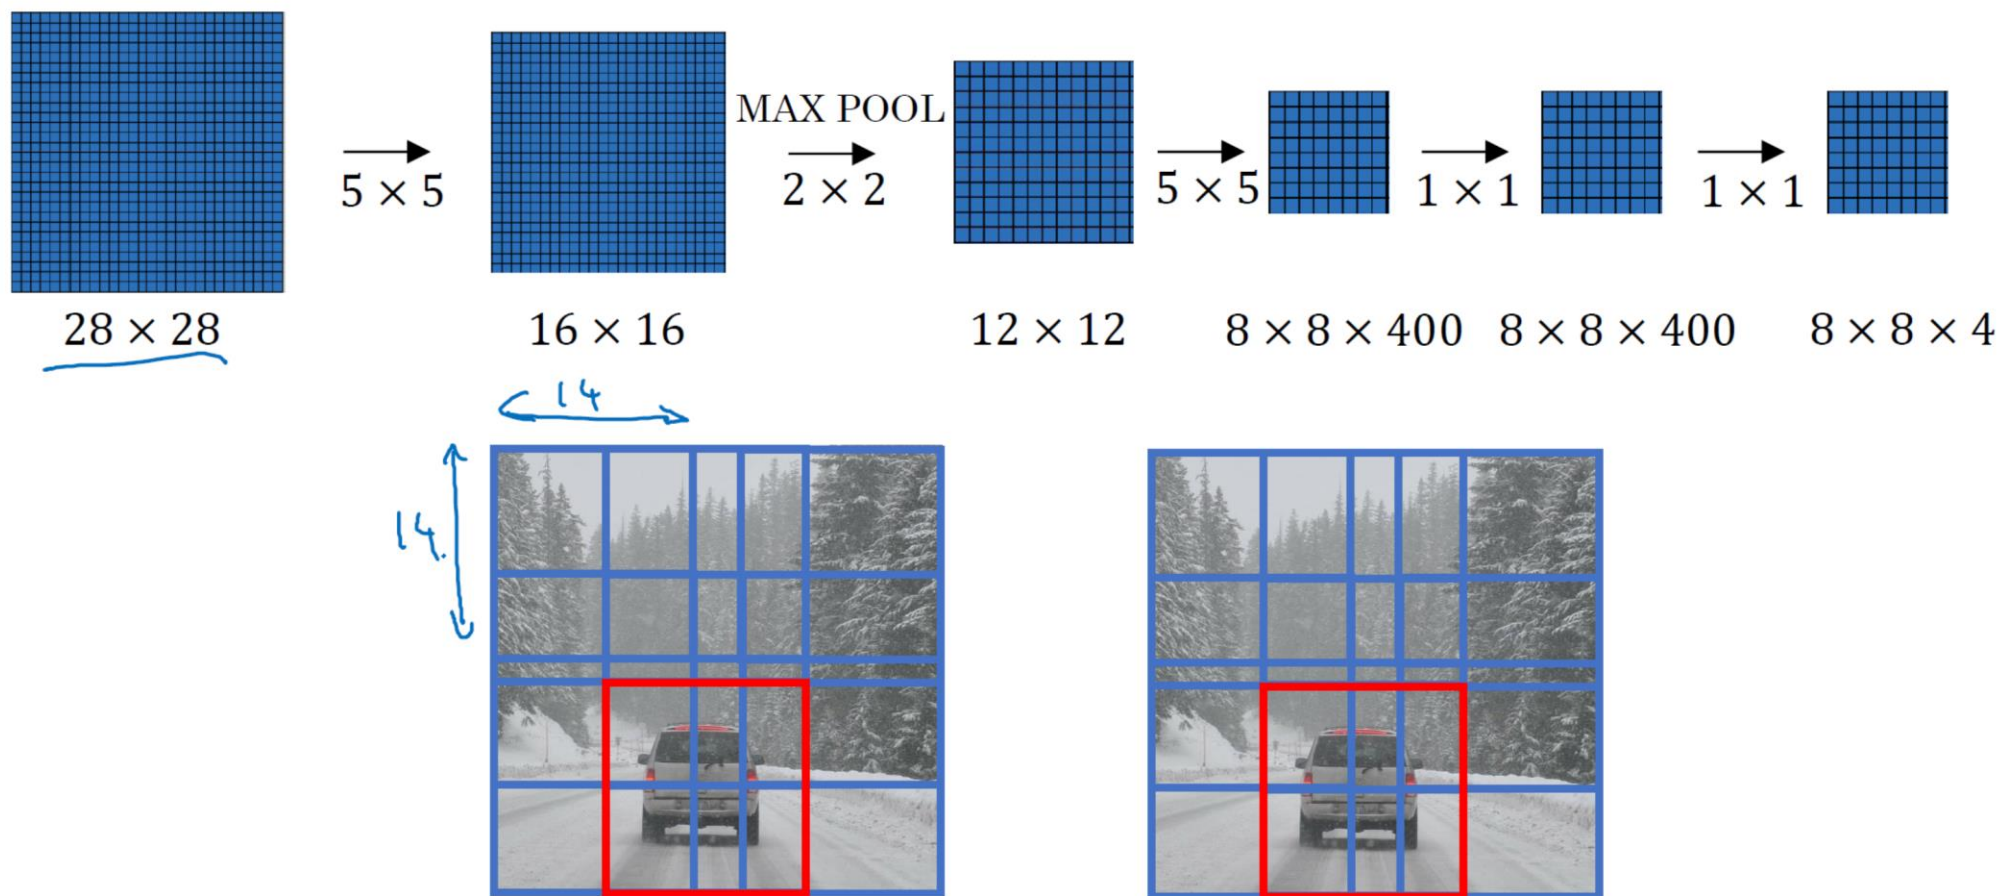 MAX POOL
5 × 5
2 × 2
5 × 5
1 × 1
1 × 1
28 × 28
16 × 16
12 × 12
8 × 8 × 400
8 × 8 × 400
8 × 8 × 4
14
14.